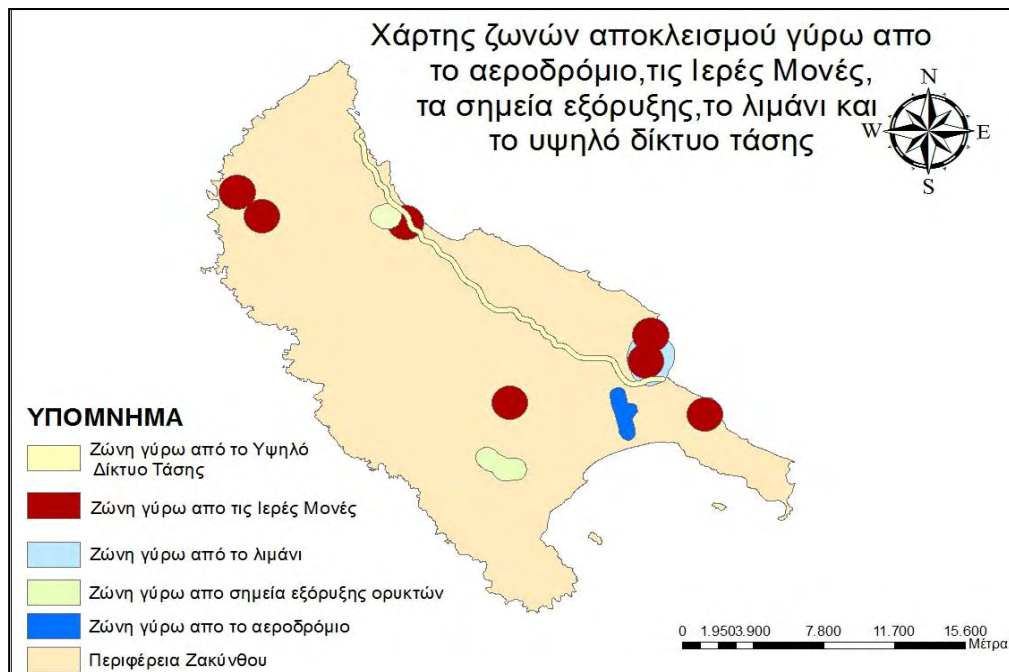 Χάρτης ζωνών αποκλεισμού γύρω απο
το αεροδρόμιο,τις Ιερές Μονές,
τα σημεία εξόρυξης,το λιμάνι και
το υψηλό δίκτυο τάσης
N
W E
S
ΥΠΟΜΝΗΜΑ
Ζώνη γύρω από το Υψηλό
Δίκτυο Τάσης
Ζώνη γύρω απο τις Ιερές Μονές
Ζώνη γύρω από το λιμάνι
Ζώνη γύρω απο σημεία εξόρυξης ορυκτών
Ζώνη γύρω απο το αεροδρόμιο
Περιφέρεια Ζακύνθου
0 1.950 3.900 7.800 11.700 15.600
Μέτρα